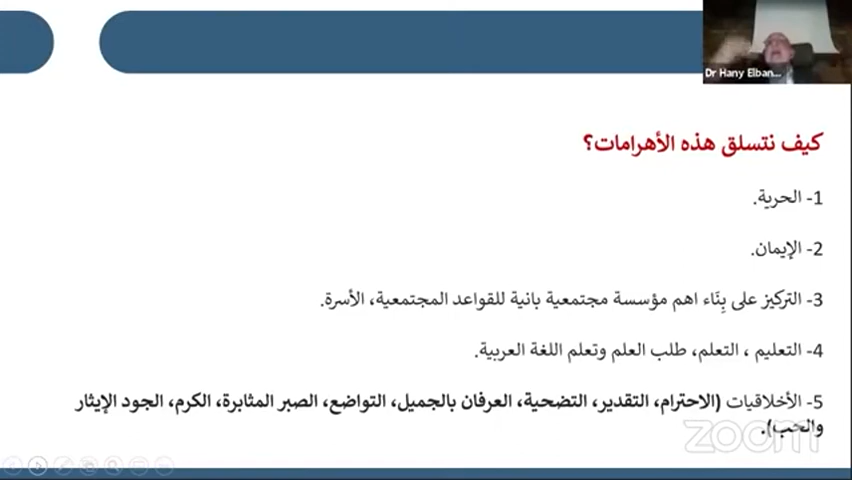 Dr Hany Elban...
كيف نتسلق هذه الأهرامات؟
1- الحرية.
2- الإيمان.
3- التركيز على بِنَاء اهم مؤسسة مجتمعية بانية للقواعد المجتمعية، الأسرة.
4- التعليم ، التعلم، طلب العلم وتعلم اللغة العربية.
5- الأخلاقيات (الاحترام، التقدير، التضحية، العرفان بالجميل، التواضع، الصبر المثابرة، الكرم، الجود الإيثار
والحب).
zoom